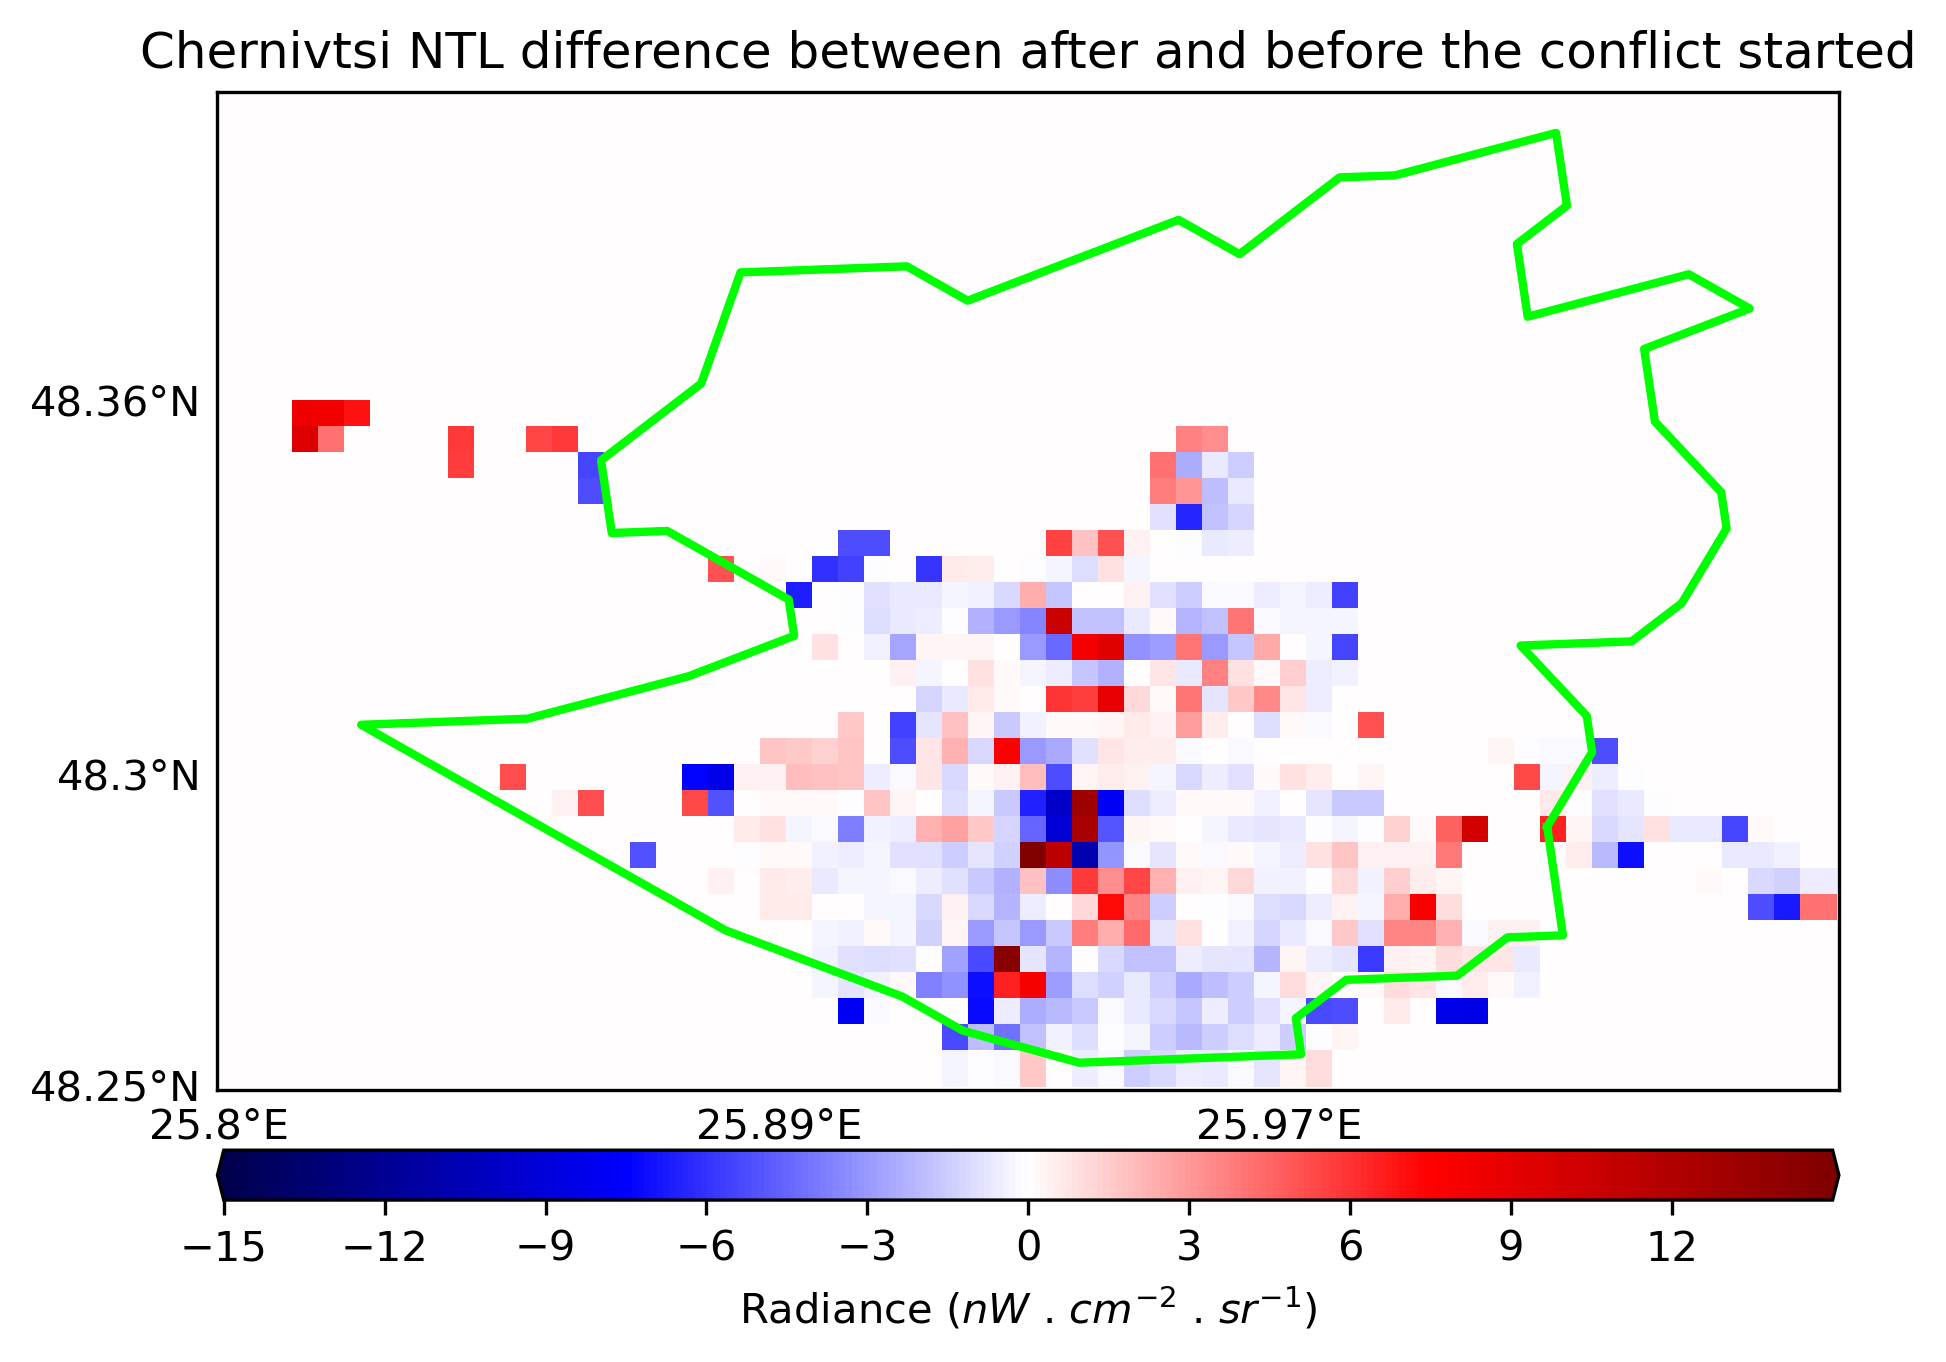 Chernivtsi NTL difference between after and before the conflict started
48.36°N
48.3°N
48.25°N
25.8°E 25.89°E 25.97°E
−15 −12 −9 −6 −3 0 3 6 9 12
Radiance (nW . cm⁻² . sr⁻¹)